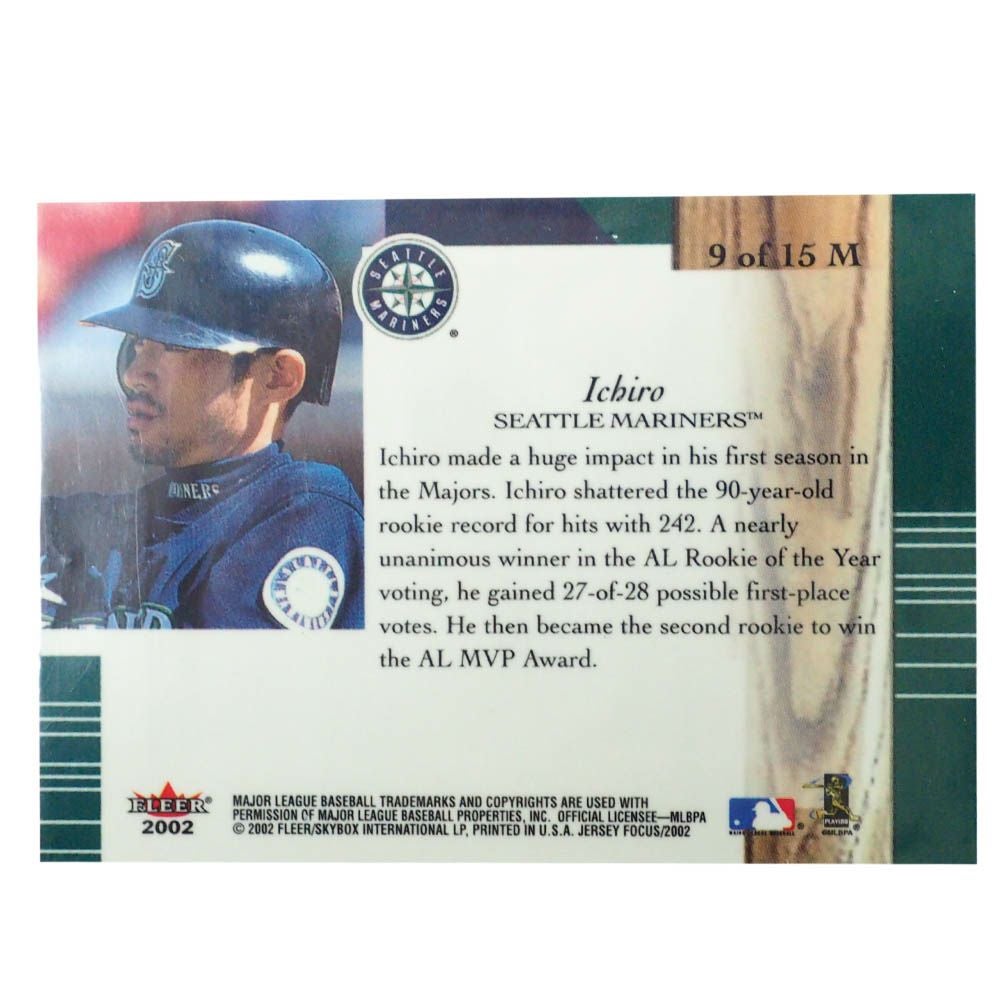 9 of 15 M
SEATTLE
MARINERS
®
Ichiro
SEATTLE MARINERS™
Ichiro made a huge impact in his first season in
the Majors. Ichiro shattered the 90-year-old
rookie record for hits with 242. A nearly
unanimous winner in the AL Rookie of the Year
voting, he gained 27-of-28 possible first-place
votes. He then became the second rookie to win
the AL MVP Award.
FLEER®
2002
MAJOR LEAGUE BASEBALL TRADEMARKS AND COPYRIGHTS ARE USED WITH
PERMISSION OF MAJOR LEAGUE BASEBALL PROPERTIES, INC. OFFICIAL LICENSEE—MLBPA
© 2002 FLEER/SKYBOX INTERNATIONAL LP, PRINTED IN U.S.A. JERSEY FOCUS/2002
PLAYERS
©MLBPA